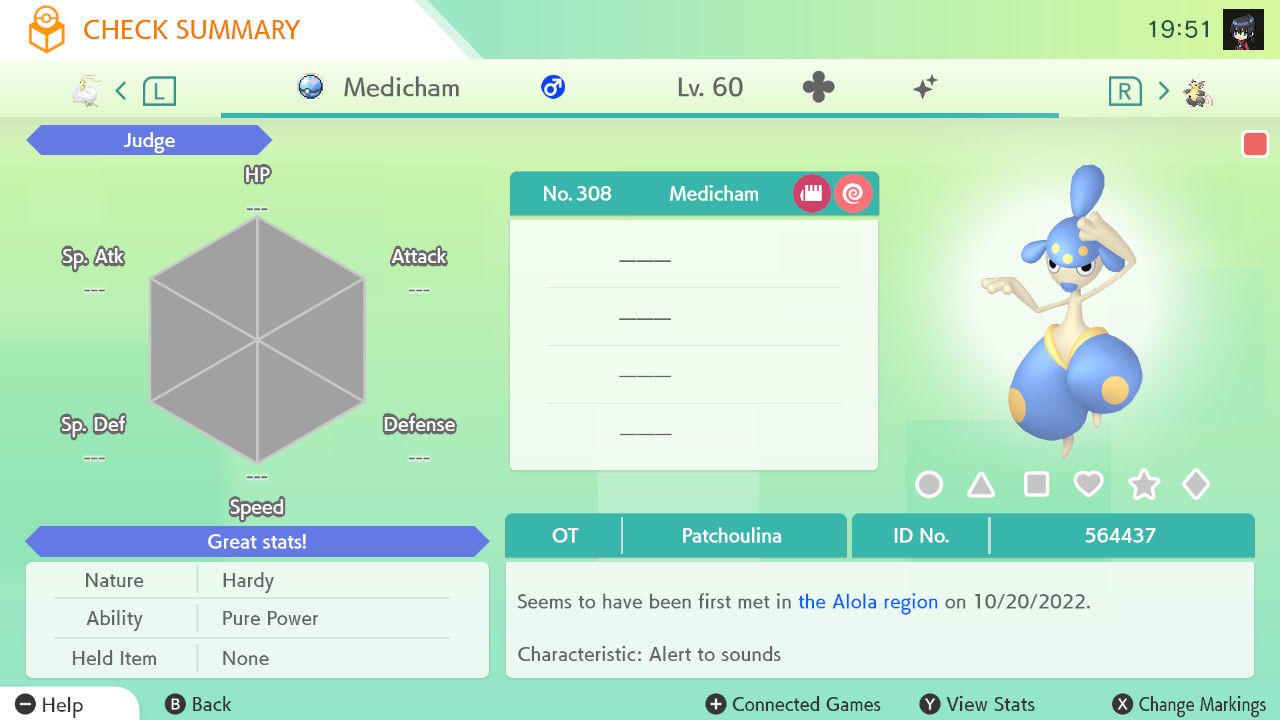 CHECK SUMMARY
19:51
L
Medicham
Lv. 60
R
Judge
HP
---
Sp. Atk
---
Attack
---
Sp. Def
---
Defense
---
---
Speed
No. 308 Medicham
———
———
———
———
Great stats!
Nature Hardy
Ability Pure Power
Held Item None
OT Patchoulina
ID No. 564437
Seems to have been first met in the Alola region on 10/20/2022.
Characteristic: Alert to sounds
Help
B Back
Connected Games
Y View Stats
X Change Markings